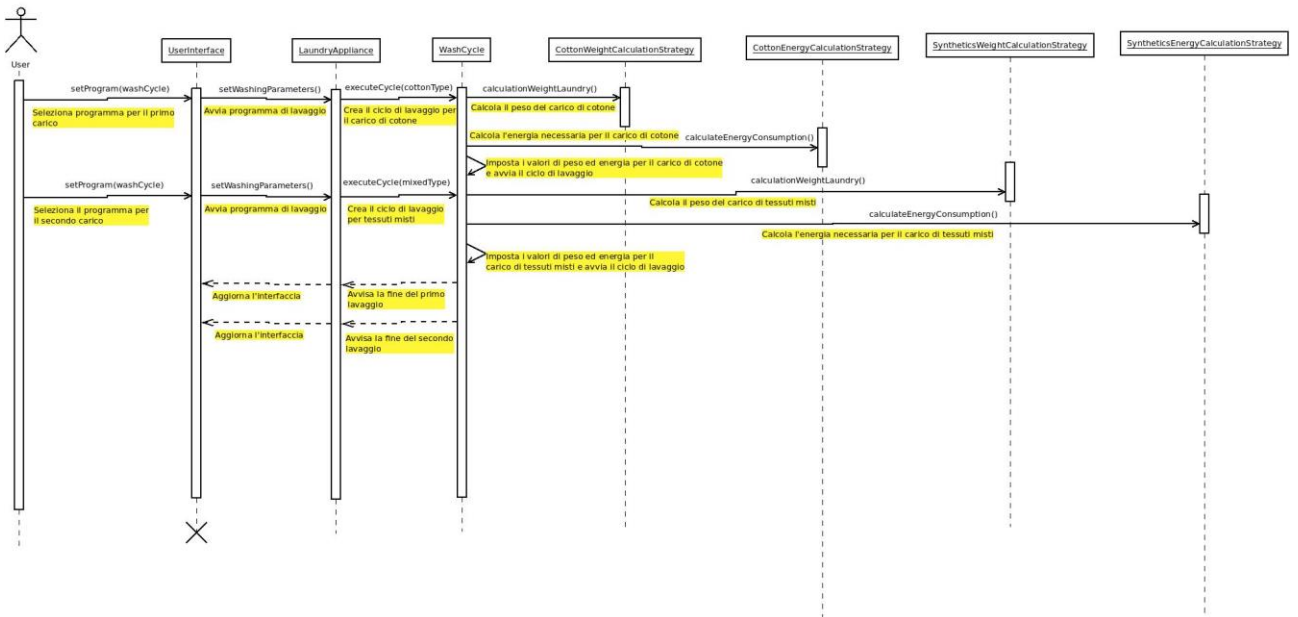 User
UserInterface
LaundryAppliance
WashCycle
CottonWeightCalculationStrategy
CottonEnergyCalculationStrategy
SyntheticsWeightCalculationStrategy
SyntheticsEnergyCalculationStrategy
setProgram(washCycle)
Seleziona programma per il primo
carico
setWashingParameters()
Avvia programma di lavaggio
executeCycle(cottonType)
Crea il ciclo di lavaggio per
il carico di cotone
calculationWeightLaundry()
Calcola il peso del carico di cotone
Calcola l'energia necessaria per il carico di cotone
calculateEnergyConsumption()
Imposta i valori di peso ed energia per il carico di cotone
e avvia il ciclo di lavaggio
setProgram(washCycle)
Seleziona il programma per
il secondo carico
setWashingParameters()
Avvia programma di lavaggio
executeCycle(mixedType)
Crea il ciclo di lavaggio
per tessuti misti
calculationWeightLaundry()
Calcola il peso del carico di tessuti misti
calculateEnergyConsumption()
Calcola l'energia necessaria per il carico di tessuti misti
Imposta i valori di peso ed energia per il
carico di tessuti misti e avvia il ciclo di lavaggio
Aggiorna l'interfaccia
Avvisa la fine del primo
lavaggio
Aggiorna l'interfaccia
Avvisa la fine del secondo
lavaggio